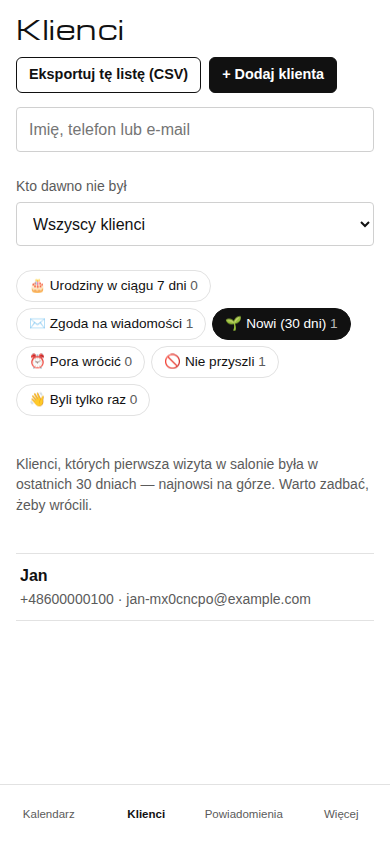 Klienci
Eksportuj tę listę (CSV)
+ Dodaj klienta
Imię, telefon lub e-mail
Kto dawno nie był
Wszyscy klienci
🎂 Urodziny w ciągu 7 dni 0
✉️ Zgoda na wiadomości 1
🌱 Nowi (30 dni) 1
⏰ Pora wrócić 0
🚫 Nie przyszli 1
👋 Byli tylko raz 0
Klienci, których pierwsza wizyta w salonie była w
ostatnich 30 dniach — najnowsi na górze. Warto zadbać,
żeby wrócili.
Jan
+48600000100 · jan-mx0cncpo@example.com
Kalendarz
Klienci
Powiadomienia
Więcej